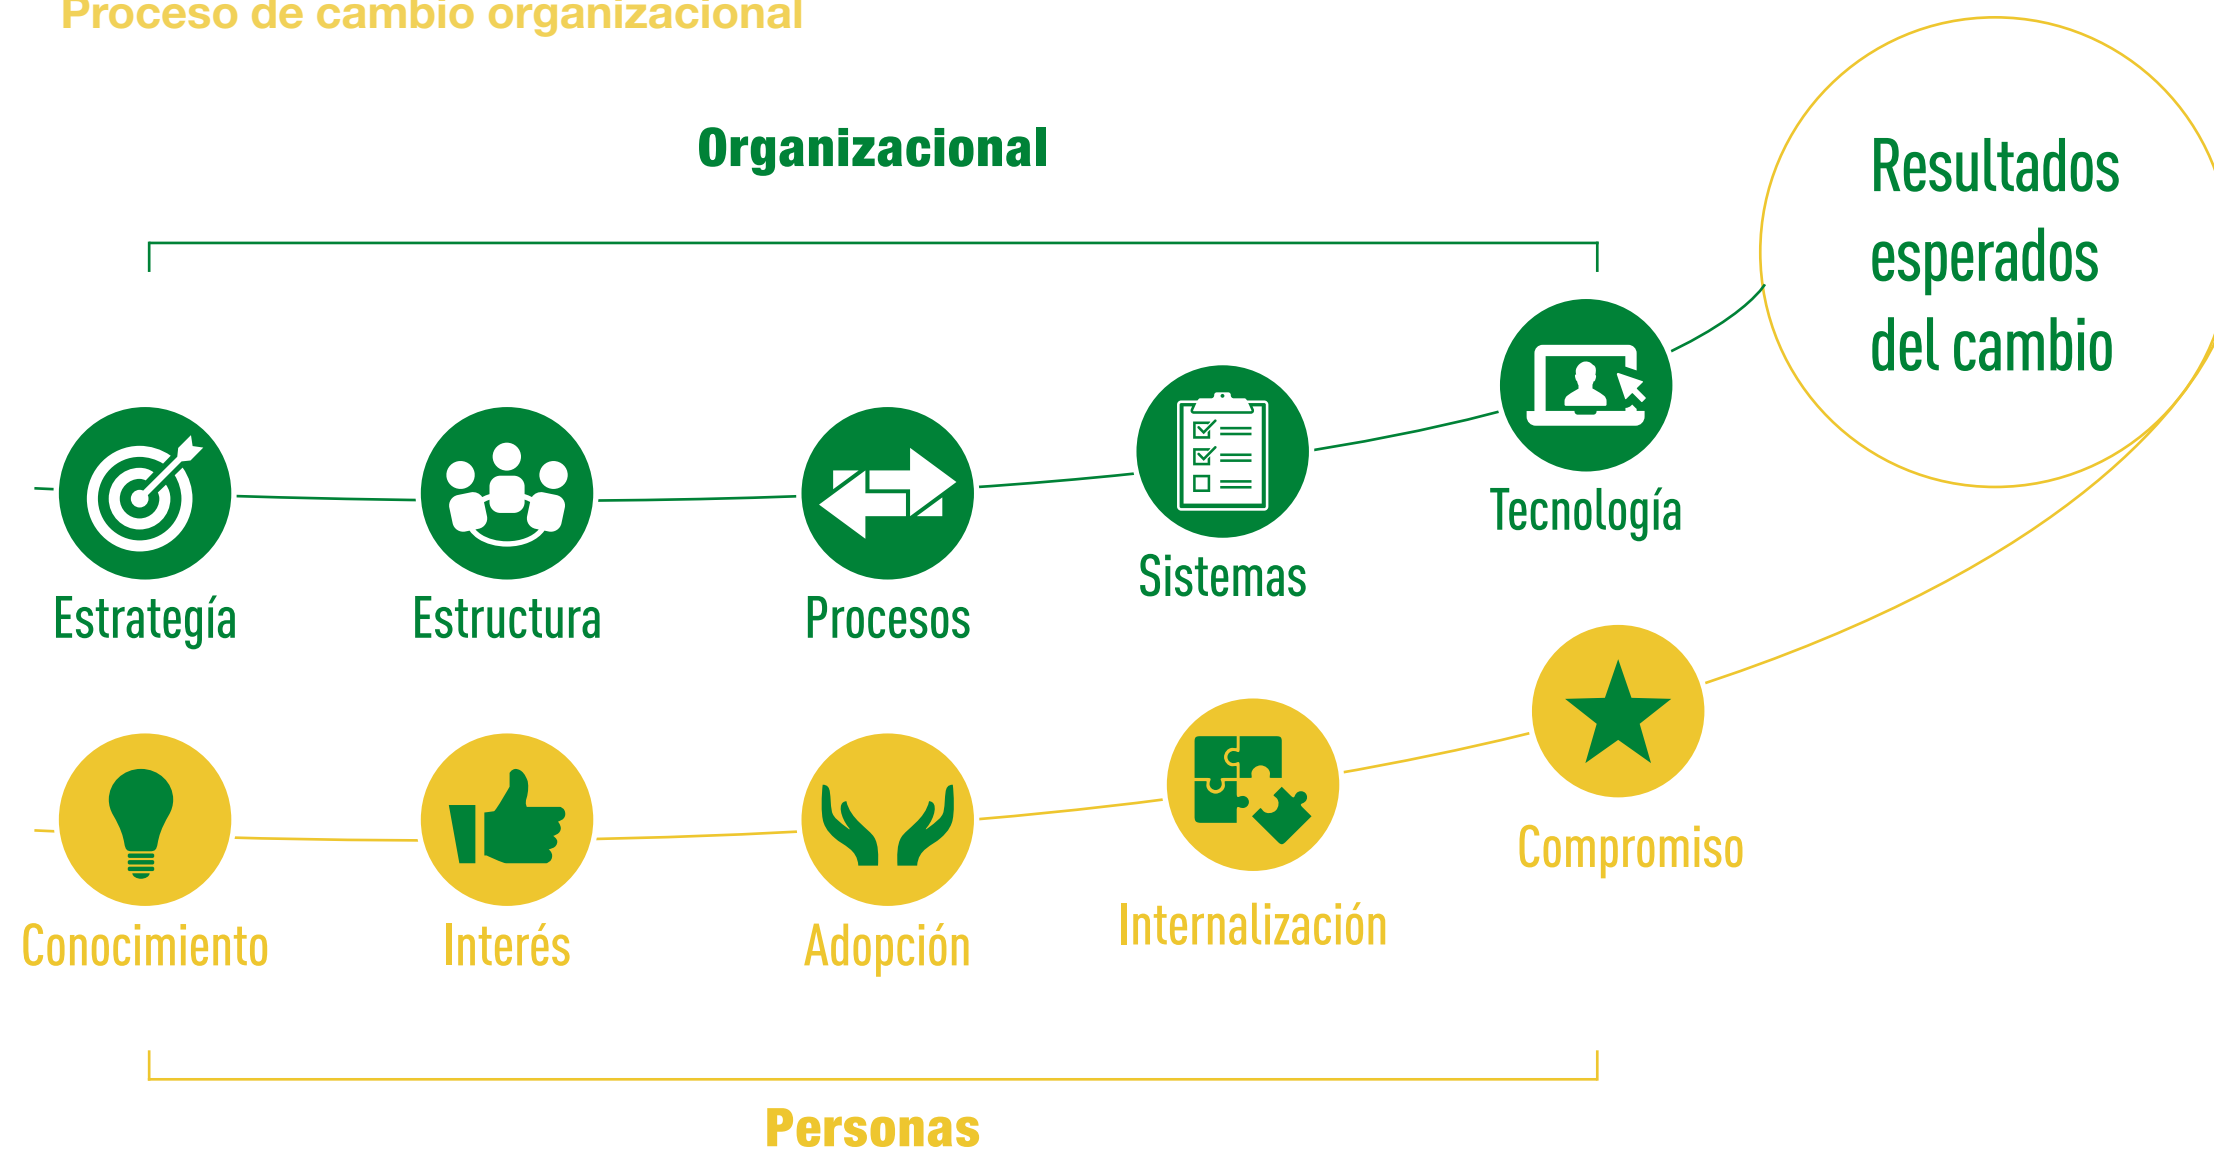 Proceso de cambio organizacional
Organizacional
Resultados
esperados
del cambio
Estrategía
Estructura
Procesos
Sistemas
Tecnología
Conocimiento
Interés
Adopción
Internalización
Compromiso
Personas